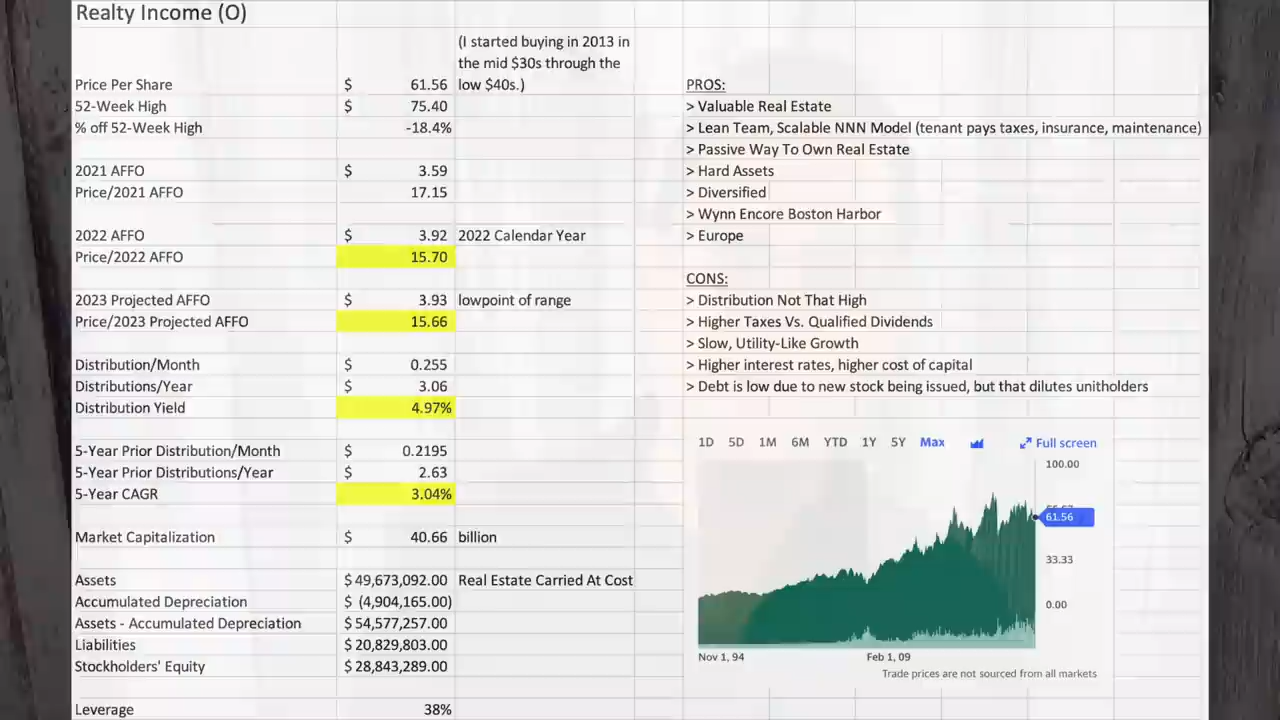 Realty Income (O)
(I started buying in 2013 in
the mid $30s through the
low $40s.)
Price Per Share $ 61.56
52-Week High $ 75.40
% off 52-Week High -18.4%
2021 AFFO $ 3.59
Price/2021 AFFO 17.15
2022 AFFO $ 3.92 2022 Calendar Year
Price/2022 AFFO 15.70
2023 Projected AFFO $ 3.93 lowpoint of range
Price/2023 Projected AFFO 15.66
Distribution/Month $ 0.255
Distributions/Year $ 3.06
Distribution Yield 4.97%
5-Year Prior Distribution/Month $ 0.2195
5-Year Prior Distributions/Year $ 2.63
5-Year CAGR 3.04%
Market Capitalization $ 40.66 billion
Assets $ 49,673,092.00 Real Estate Carried At Cost
Accumulated Depreciation $ (4,904,165.00)
Assets - Accumulated Depreciation $ 54,577,257.00
Liabilities $ 20,829,803.00
Stockholders' Equity $ 28,843,289.00
Leverage 38%
PROS:
> Valuable Real Estate
> Lean Team, Scalable NNN Model (tenant pays taxes, insurance, maintenance)
> Passive Way To Own Real Estate
> Hard Assets
> Diversified
> Wynn Encore Boston Harbor
> Europe
CONS:
> Distribution Not That High
> Higher Taxes Vs. Qualified Dividends
> Slow, Utility-Like Growth
> Higher interest rates, higher cost of capital
> Debt is low due to new stock being issued, but that dilutes unitholders
1D 5D 1M 6M YTD 1Y 5Y Max Full screen
100.00
61.56
33.33
0.00
Nov 1, 94 Feb 1, 09
Trade prices are not sourced from all markets